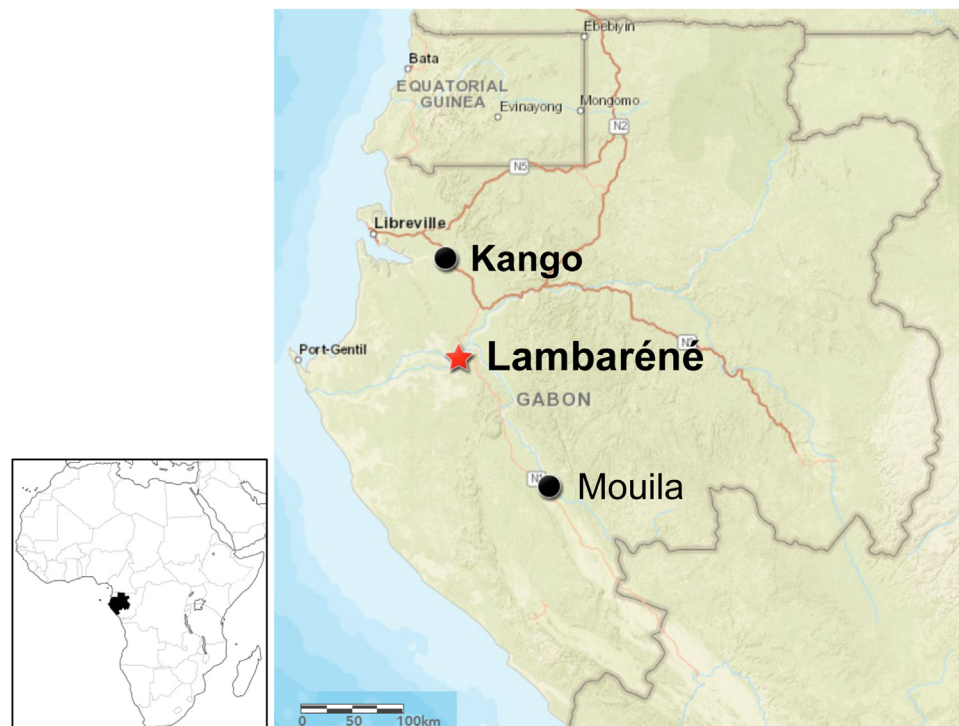 Ebebiyin
Bata
EQUATORIAL
GUINEA
Evinayong
Mongomo
N2
N5
Libreville
Kango
Port-Gentil
Lambaréné
GABON
N1
Mouila
0 50 100km